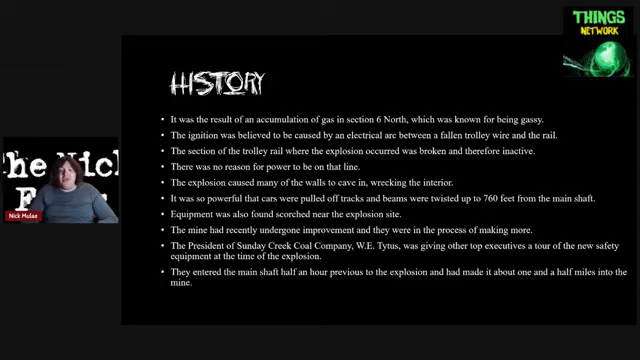 THINGS
NETWORK
HISTORY
• It was the result of an accumulation of gas in section 6 North, which was known for being gassy.
• The ignition was believed to be caused by an electrical arc between a fallen trolley wire and the rail.
• The section of the trolley rail where the explosion occurred was broken and therefore inactive.
• There was no reason for power to be on that line.
• The explosion caused many of the walls to cave in, wrecking the interior.
• It was so powerful that cars were pulled off tracks and beams were twisted up to 760 feet from the main shaft.
• Equipment was also found scorched near the explosion site.
• The mine had recently undergone improvement and they were in the process of making more.
• The President of Sunday Creek Coal Company, W.E. Tytus, was giving other top executives a tour of the new safety
equipment at the time of the explosion.
• They entered the main shaft half an hour previous to the explosion and had made it about one and a half miles into the
mine.
he Nick
Nick Mulae